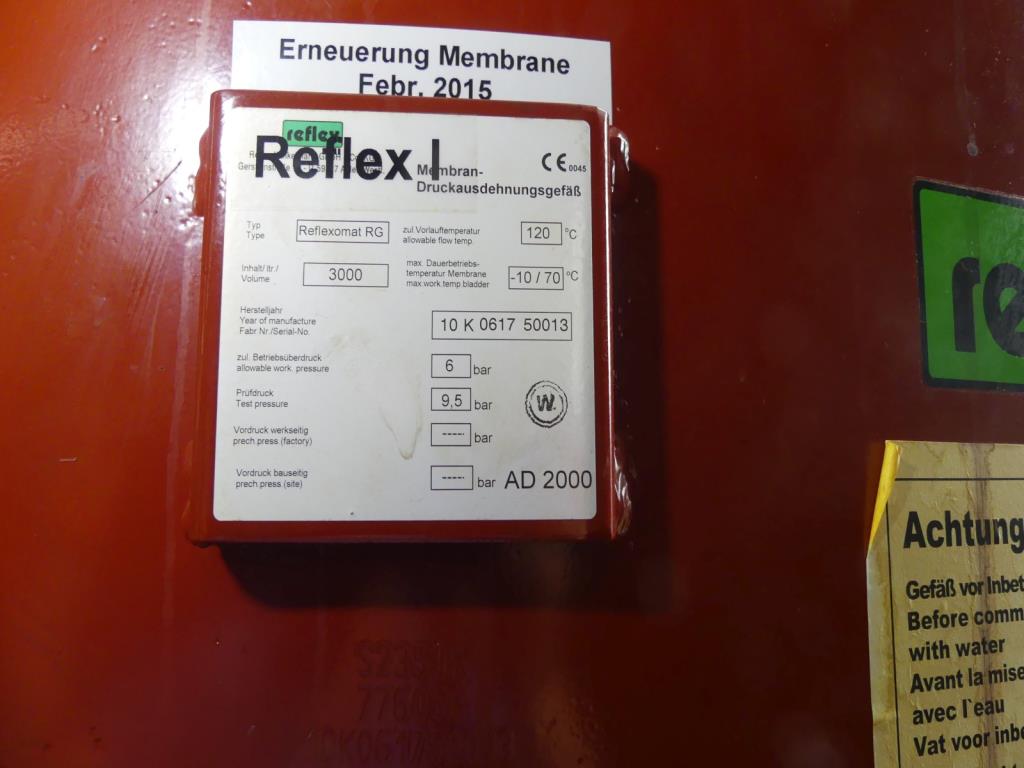 Erneuerung Membrane
Febr. 2015
reflex
Reflex I
CE 0045
Membran-
Druckausdehnungsgefäß
Typ
Type
Reflexomat RG
zul.Vorlauftemperatur
allowable flow temp.
120 °C
Inhalt/ ltr./
Volume
3000
max. Dauerbetriebs-
temperatur Membrane
max.work.temp.bladder
-10 / 70 °C
Herstelljahr
Year of manufacture
Fabr Nr./Serial-No.
10 K 0617 50013
zul. Betriebsüberdruck
allowable work. pressure
6 bar
Prüfdruck
Test pressure
9,5 bar
W.
Vordruck werkseitig
prech.press.(factory)
----- bar
Vordruck bauseitig
prech.press.(site)
----- bar
AD 2000
re
Achtung
Gefäß vor Inbet
Before comm
with water
Avant la mise
avec l`eau
Vat voor inbe